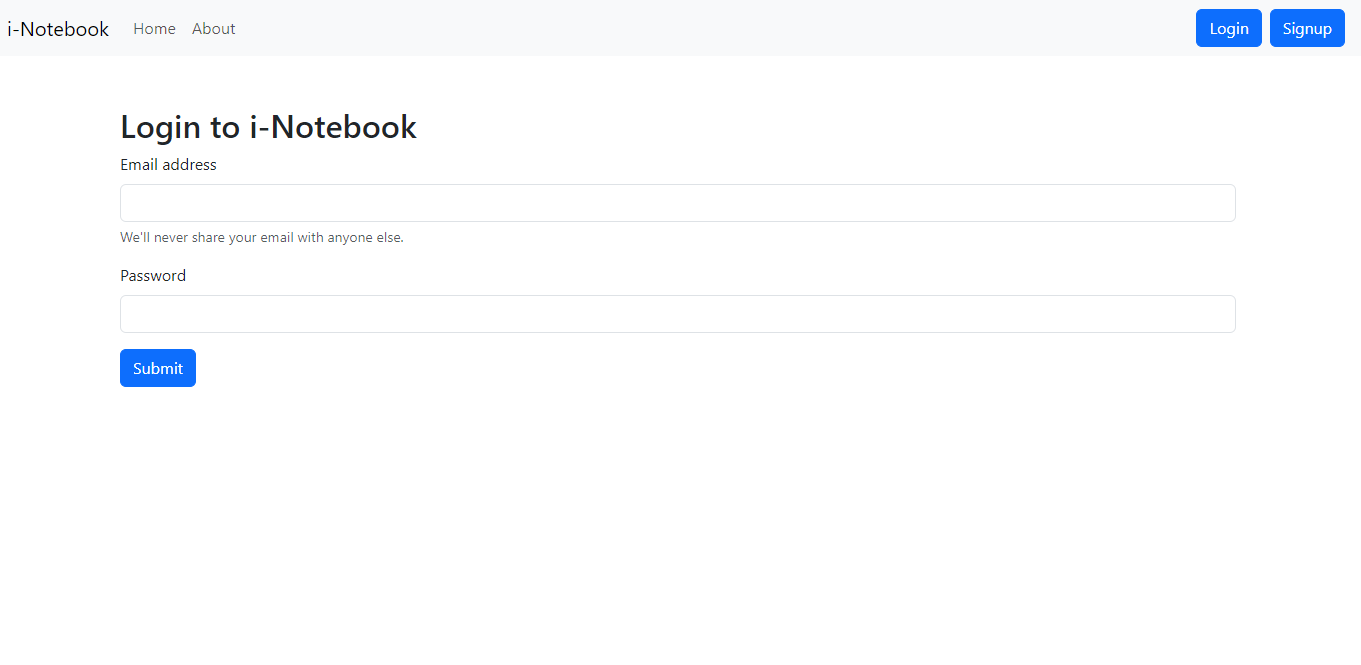 i-Notebook Home About Login Signup
Login to i-Notebook
Email address
We'll never share your email with anyone else.
Password
Submit